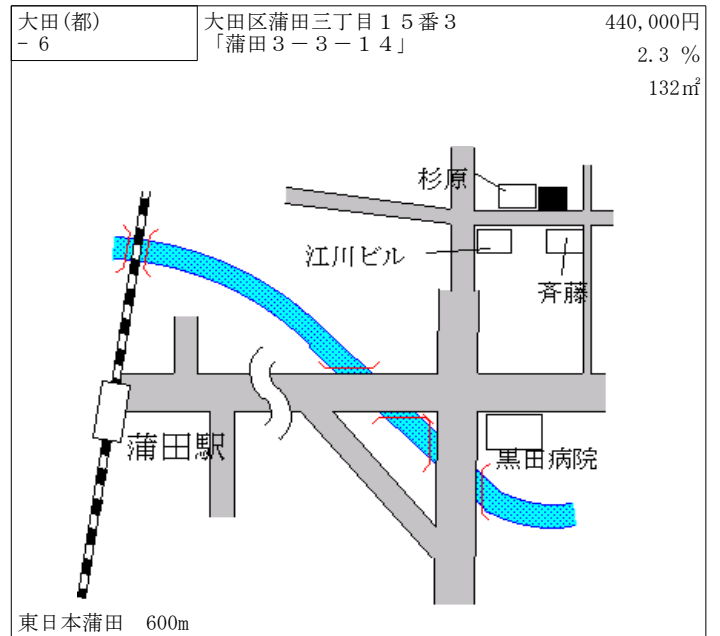 大田(都)
- 6
大田区蒲田三丁目15番3
「蒲田3-3-14」
440,000円
2.3 %
132㎡
杉原
江川ビル
斉藤
蒲田駅
黒田病院
東日本蒲田　600m